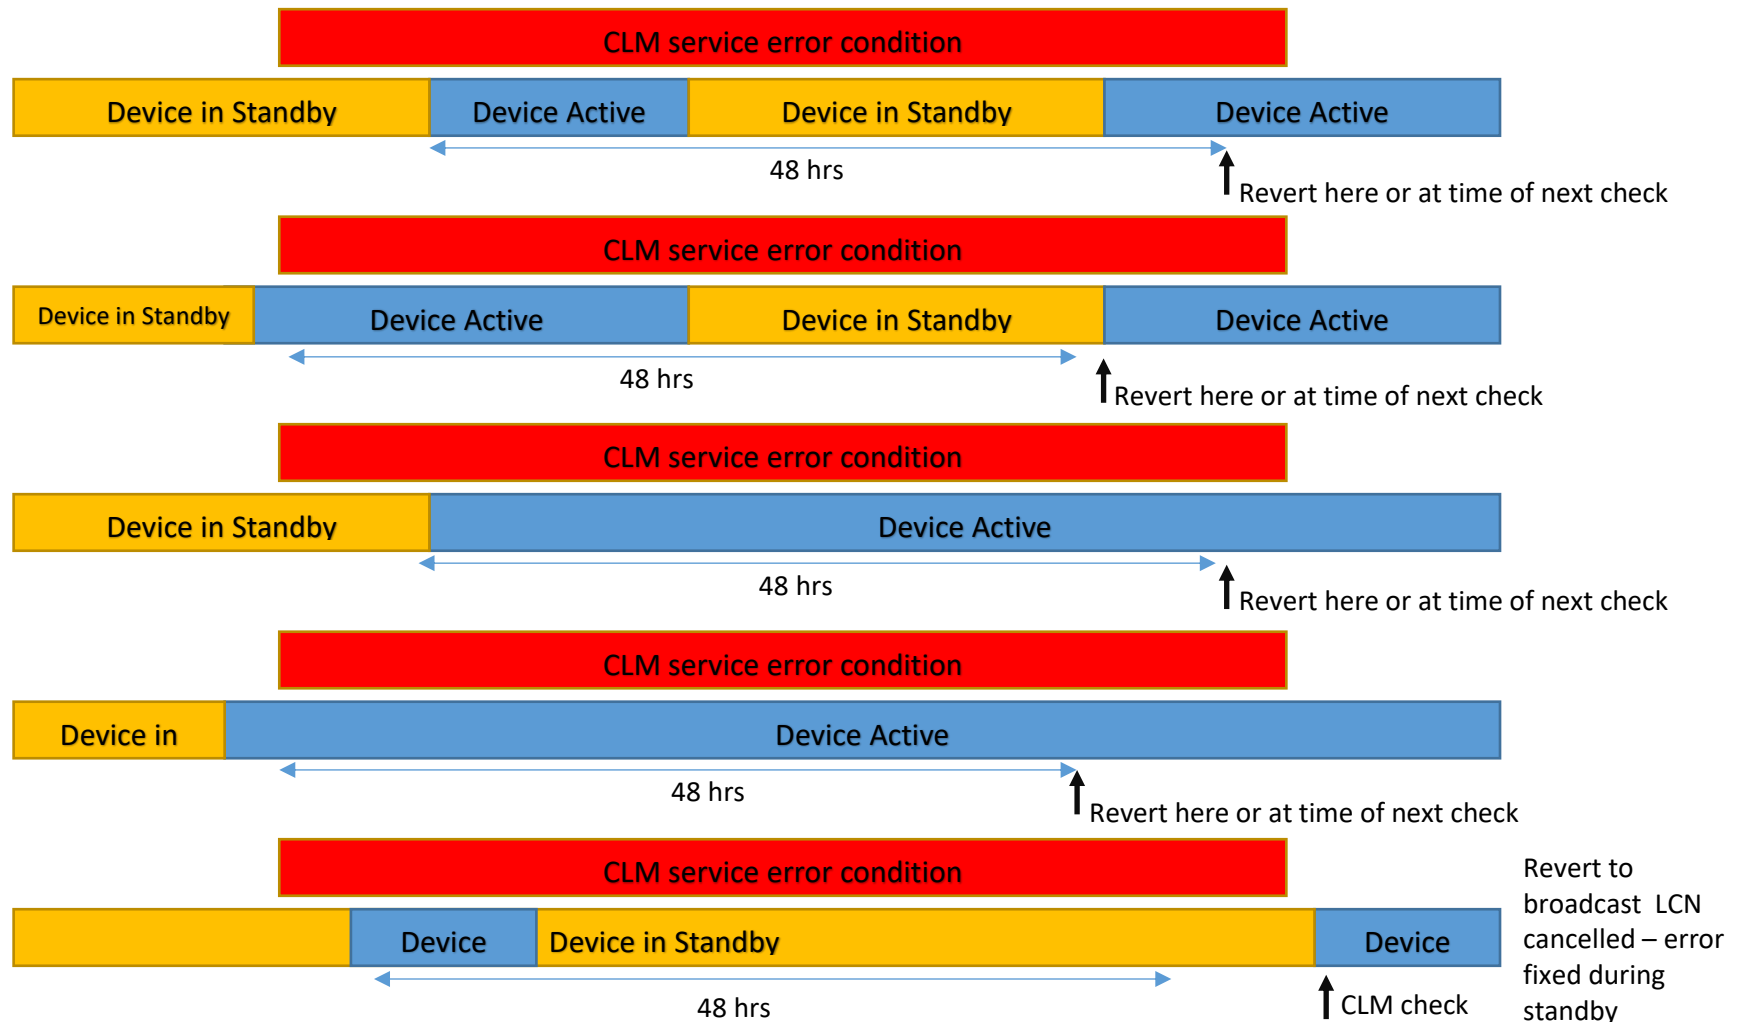 CLM service error condition
Device in Standby
Device Active
Device in Standby
Device Active
48 hrs
Revert here or at time of next check
CLM service error condition
Device in Standby
Device Active
Device in Standby
Device Active
48 hrs
Revert here or at time of next check
CLM service error condition
Device in Standby
Device Active
48 hrs
Revert here or at time of next check
CLM service error condition
Device in
Device Active
48 hrs
Revert here or at time of next check
CLM service error condition
Device
Device in Standby
Device
48 hrs
CLM check
Revert to
broadcast LCN
cancelled – error
fixed during
standby